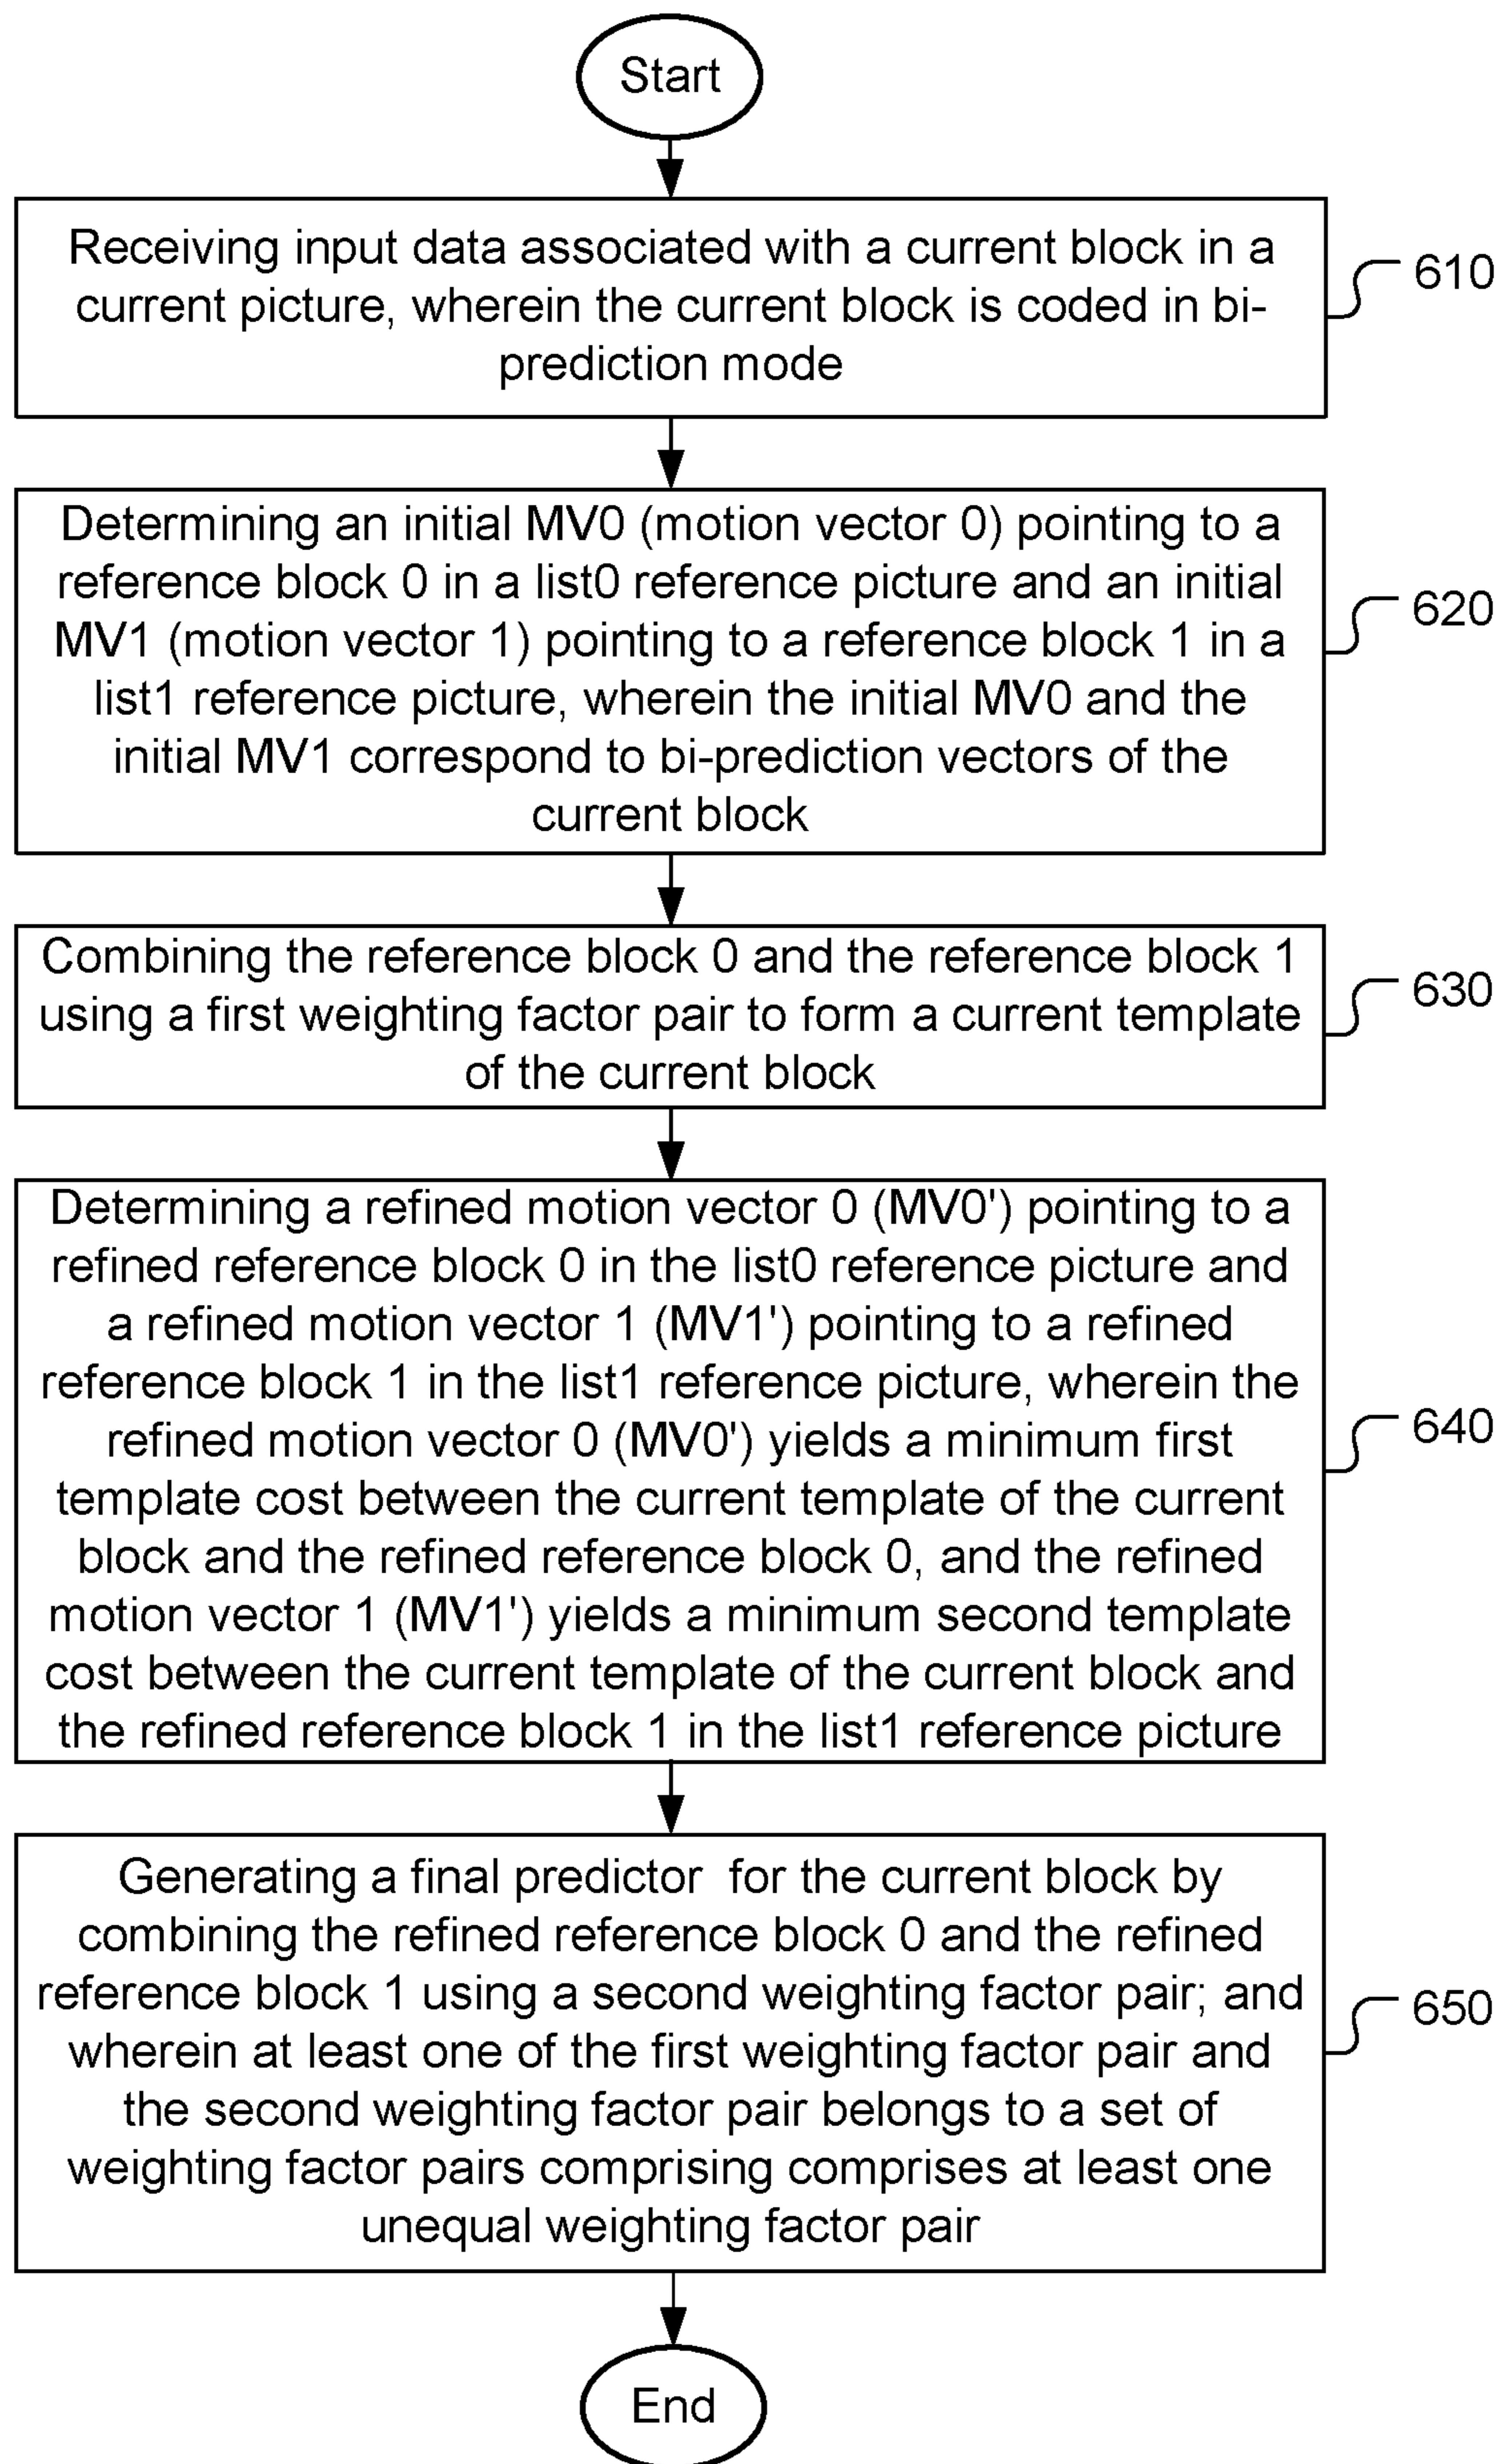 Start
Receiving input data associated with a current block in a
current picture, wherein the current block is coded in bi-
prediction mode
610
Determining an initial MV0 (motion vector 0) pointing to a
reference block 0 in a list0 reference picture and an initial
MV1 (motion vector 1) pointing to a reference block 1 in a
list1 reference picture, wherein the initial MV0 and the
initial MV1 correspond to bi-prediction vectors of the
current block
620
Combining the reference block 0 and the reference block 1
using a first weighting factor pair to form a current template
of the current block
630
Determining a refined motion vector 0 (MV0') pointing to a
refined reference block 0 in the list0 reference picture and
a refined motion vector 1 (MV1') pointing to a refined
reference block 1 in the list1 reference picture, wherein the
refined motion vector 0 (MV0') yields a minimum first
template cost between the current template of the current
block and the refined reference block 0, and the refined
motion vector 1 (MV1') yields a minimum second template
cost between the current template of the current block and
the refined reference block 1 in the list1 reference picture
640
Generating a final predictor for the current block by
combining the refined reference block 0 and the refined
reference block 1 using a second weighting factor pair; and
wherein at least one of the first weighting factor pair and
the second weighting factor pair belongs to a set of
weighting factor pairs comprising comprises at least one
unequal weighting factor pair
650
End